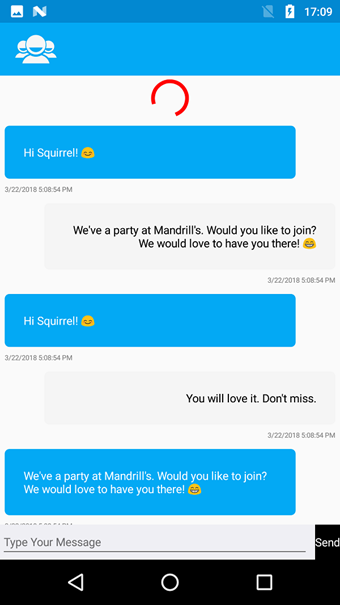 17:09
Hi Squirrel! 😊
3/22/2018 5:08:54 PM
We've a party at Mandrill's. Would you like to join?
We would love to have you there! 😁
3/22/2018 5:08:54 PM
Hi Squirrel! 😊
3/22/2018 5:08:54 PM
You will love it. Don't miss.
3/22/2018 5:08:54 PM
We've a party at Mandrill's. Would you like to join?
We would love to have you there! 😁
Type Your Message
Send